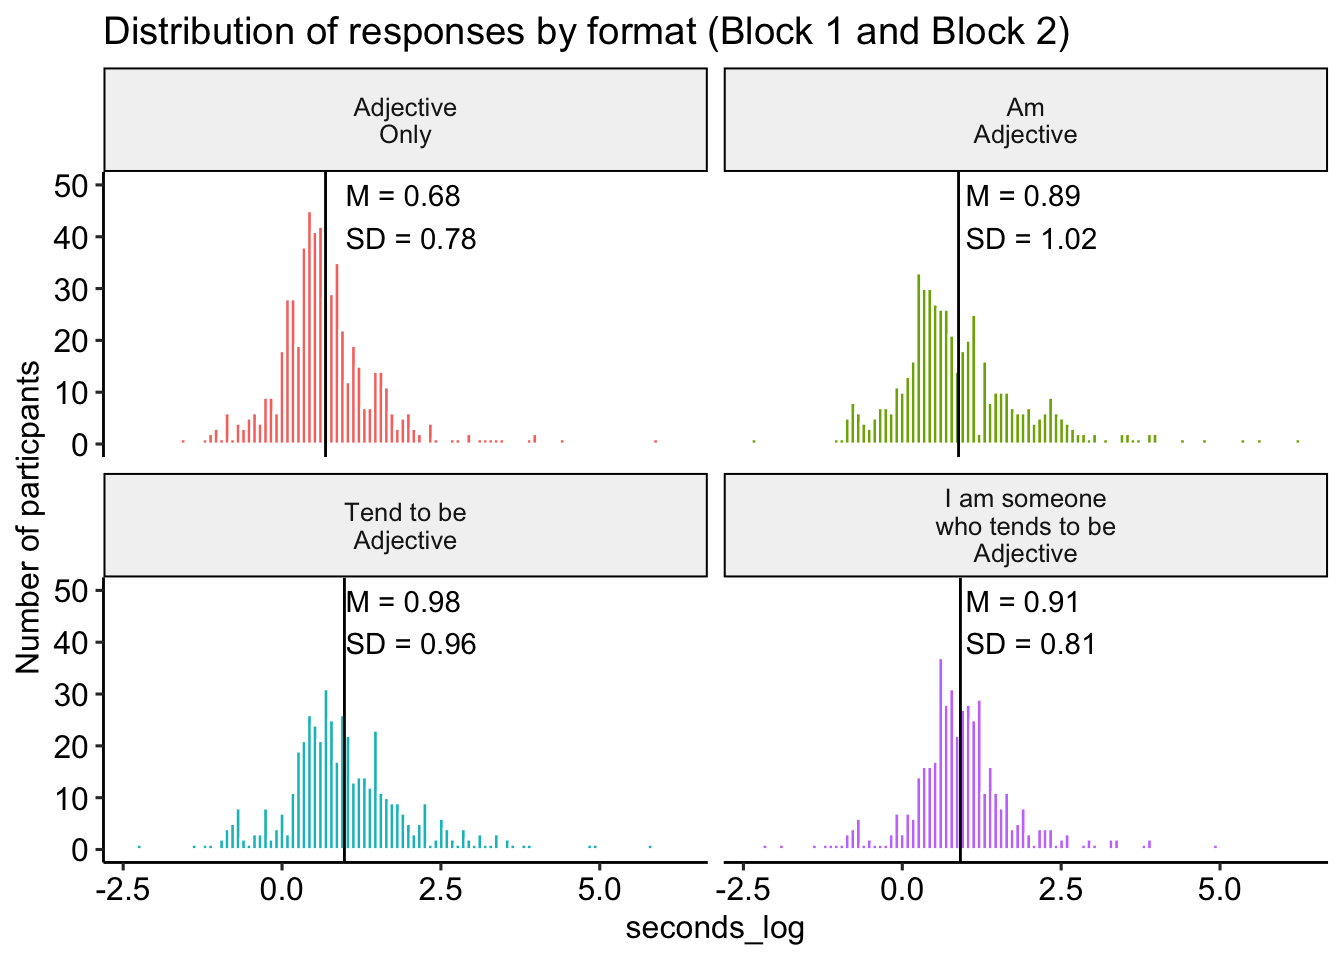 Distribution of responses by format (Block 1 and Block 2)
Adjective
Only
Am
Adjective
M = 0.68
SD = 0.78
M = 0.89
SD = 1.02
50
40
30
20
10
0
Tend to be
Adjective
I am someone
who tends to be
Adjective
M = 0.98
SD = 0.96
M = 0.91
SD = 0.81
50
40
30
20
10
0
Number of particpants
-2.5 0.0 2.5 5.0
-2.5 0.0 2.5 5.0
seconds_log